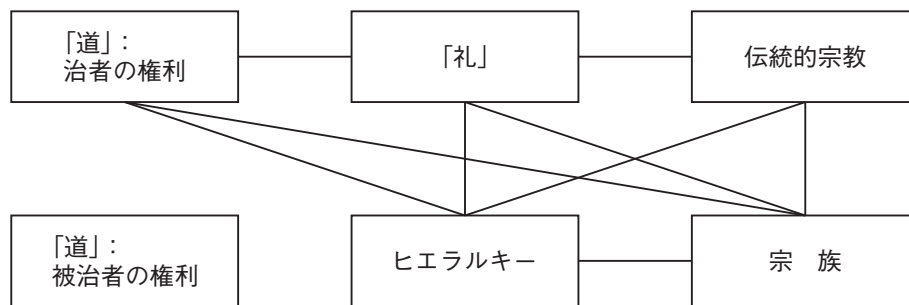 「道」：
治者の権利
「礼」
伝統的宗教
「道」：
被治者の権利
ヒエラルキー
宗　族